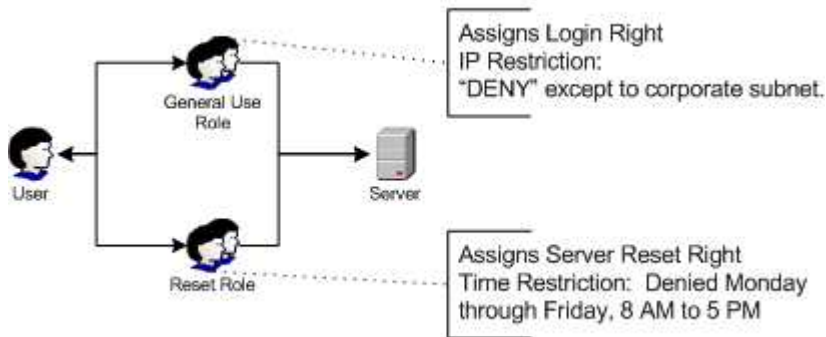 Assigns Login Right
IP Restriction:
“DENY” except to corporate subnet.
General Use
Role
User
Server
Reset Role
Assigns Server Reset Right
Time Restriction: Denied Monday
through Friday, 8 AM to 5 PM